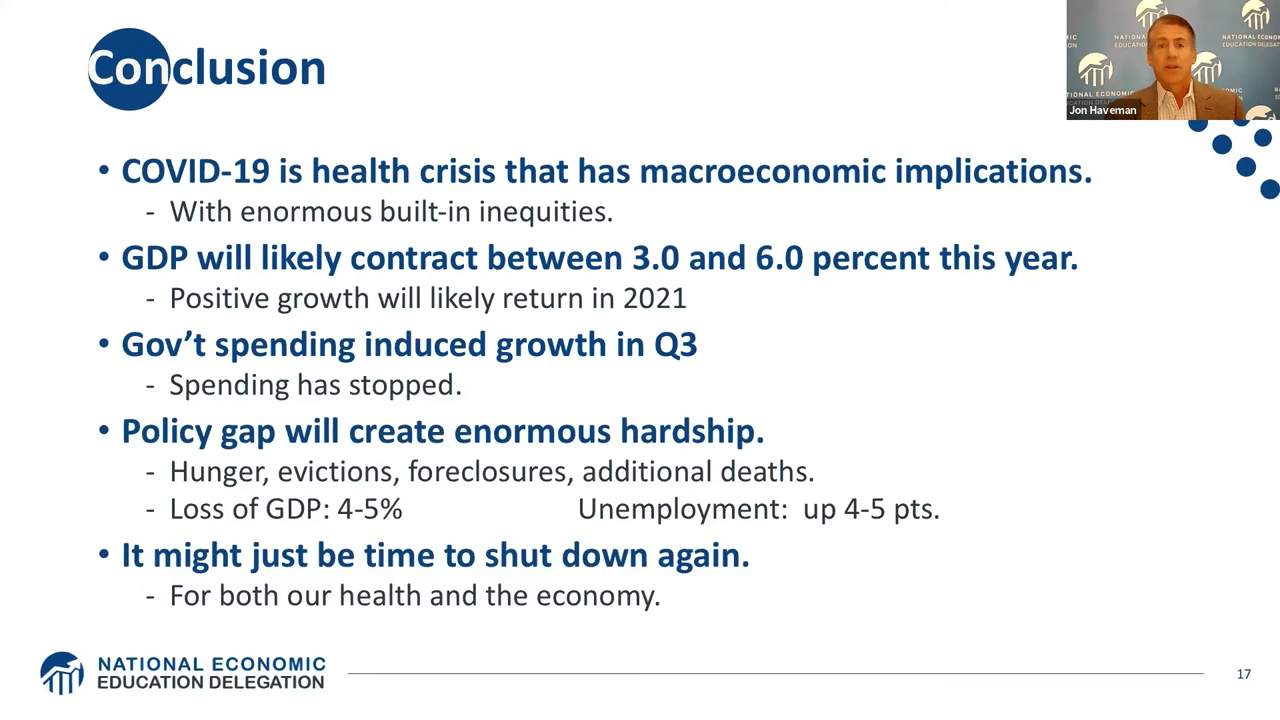 Conclusion
• COVID-19 is health crisis that has macroeconomic implications.
- With enormous built-in inequities.
• GDP will likely contract between 3.0 and 6.0 percent this year.
- Positive growth will likely return in 2021
• Gov’t spending induced growth in Q3
- Spending has stopped.
• Policy gap will create enormous hardship.
- Hunger, evictions, foreclosures, additional deaths.
- Loss of GDP: 4-5% Unemployment: up 4-5 pts.
• It might just be time to shut down again.
- For both our health and the economy.
NATIONAL ECONOMIC
EDUCATION DELEGATION
17
Jon Haveman